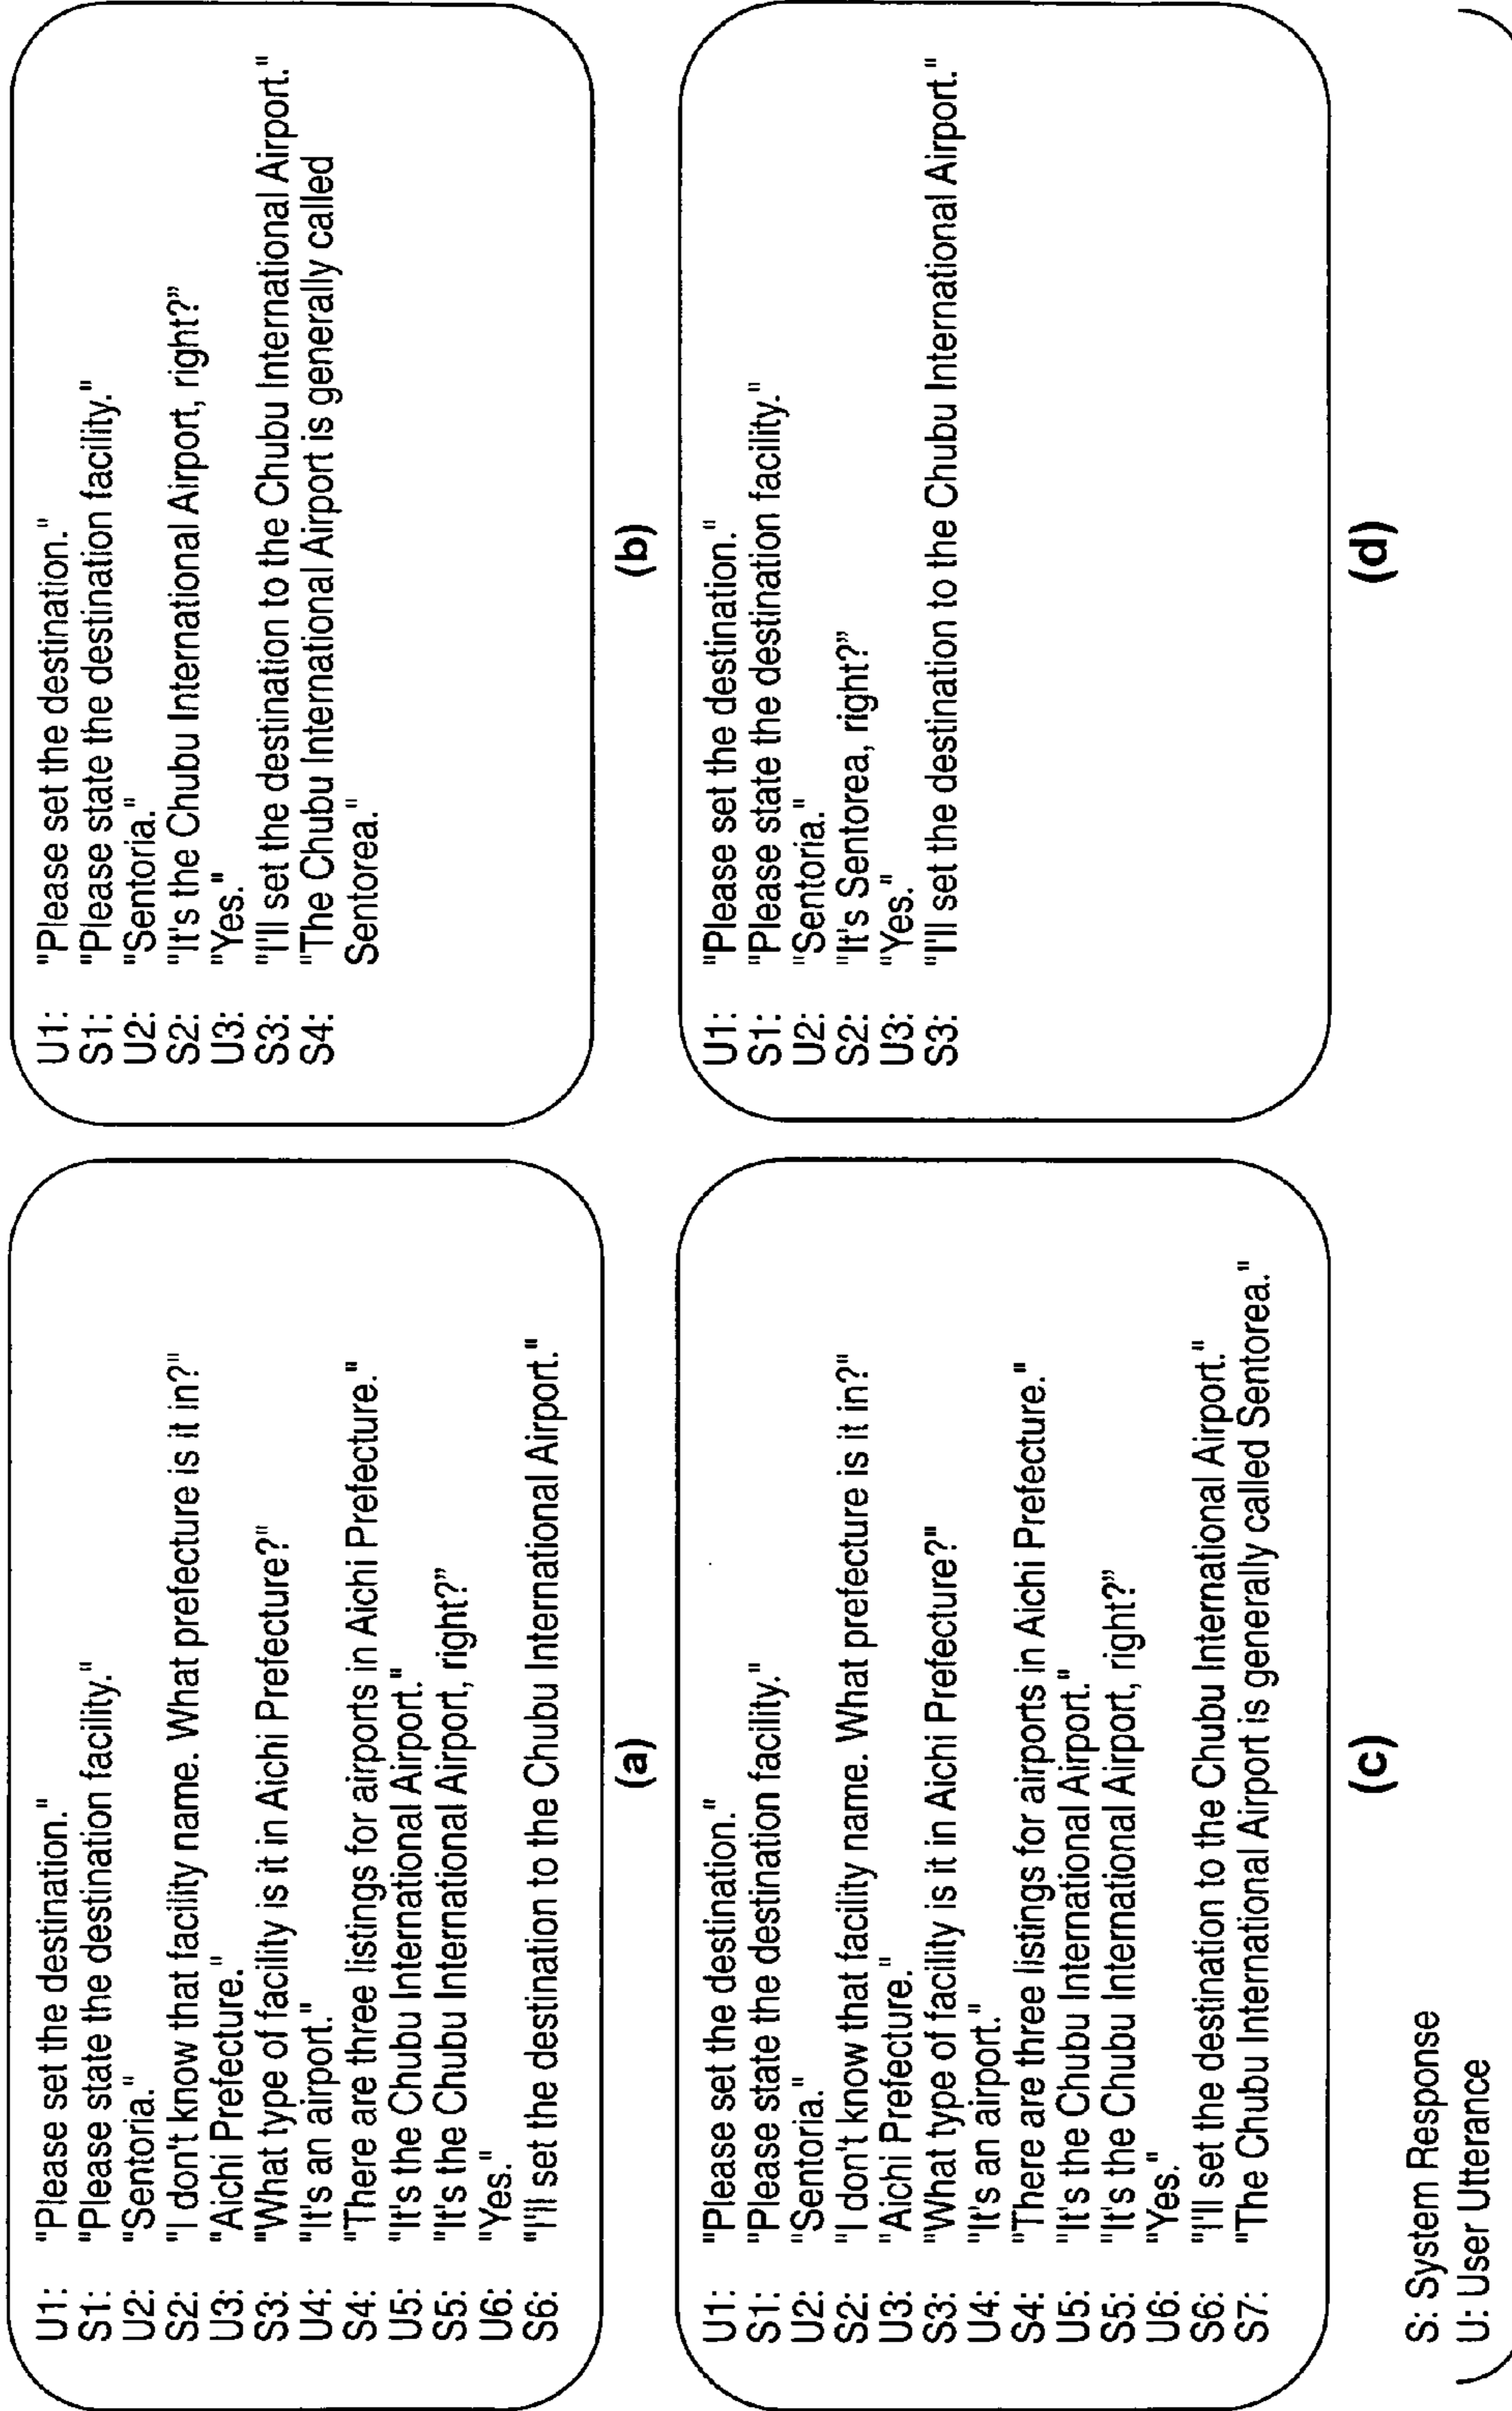 U1: "Please set the destination."
S1: "Please state the destination facility."
U2: "Sentoria."
S2: "I don't know that facility name. What prefecture is it in?"
U3: "Aichi Prefecture."
S3: "What type of facility is it in Aichi Prefecture?"
U4: "It's an airport."
S4: "There are three listings for airports in Aichi Prefecture."
U5: "It's the Chubu International Airport."
S5: "It's the Chubu International Airport, right?”
U6: "Yes."
S6: "I'll set the destination to the Chubu International Airport."
(a)
U1: "Please set the destination."
S1: "Please state the destination facility."
U2: "Sentoria."
S2: "It's the Chubu International Airport, right?”
U3: "Yes."
S3: "I'll set the destination to the Chubu International Airport."
S4: "The Chubu International Airport is generally called
Sentorea."
(b)
U1: "Please set the destination."
S1: "Please state the destination facility."
U2: "Sentoria."
S2: "I don't know that facility name. What prefecture is it in?"
U3: "Aichi Prefecture."
S3: "What type of facility is it in Aichi Prefecture?"
U4: "It's an airport."
S4: "There are three listings for airports in Aichi Prefecture."
U5: "It's the Chubu International Airport."
S5: "It's the Chubu International Airport, right?”
U6: "Yes."
S6: "I'll set the destination to the Chubu International Airport."
S7: "The Chubu International Airport is generally called Sentorea."
(c)
U1: "Please set the destination."
S1: "Please state the destination facility."
U2: "Sentoria."
S2: "It's Sentorea, right?”
U3: "Yes."
S3: "I'll set the destination to the Chubu International Airport."
(d)
S: System Response
U: User Utterance